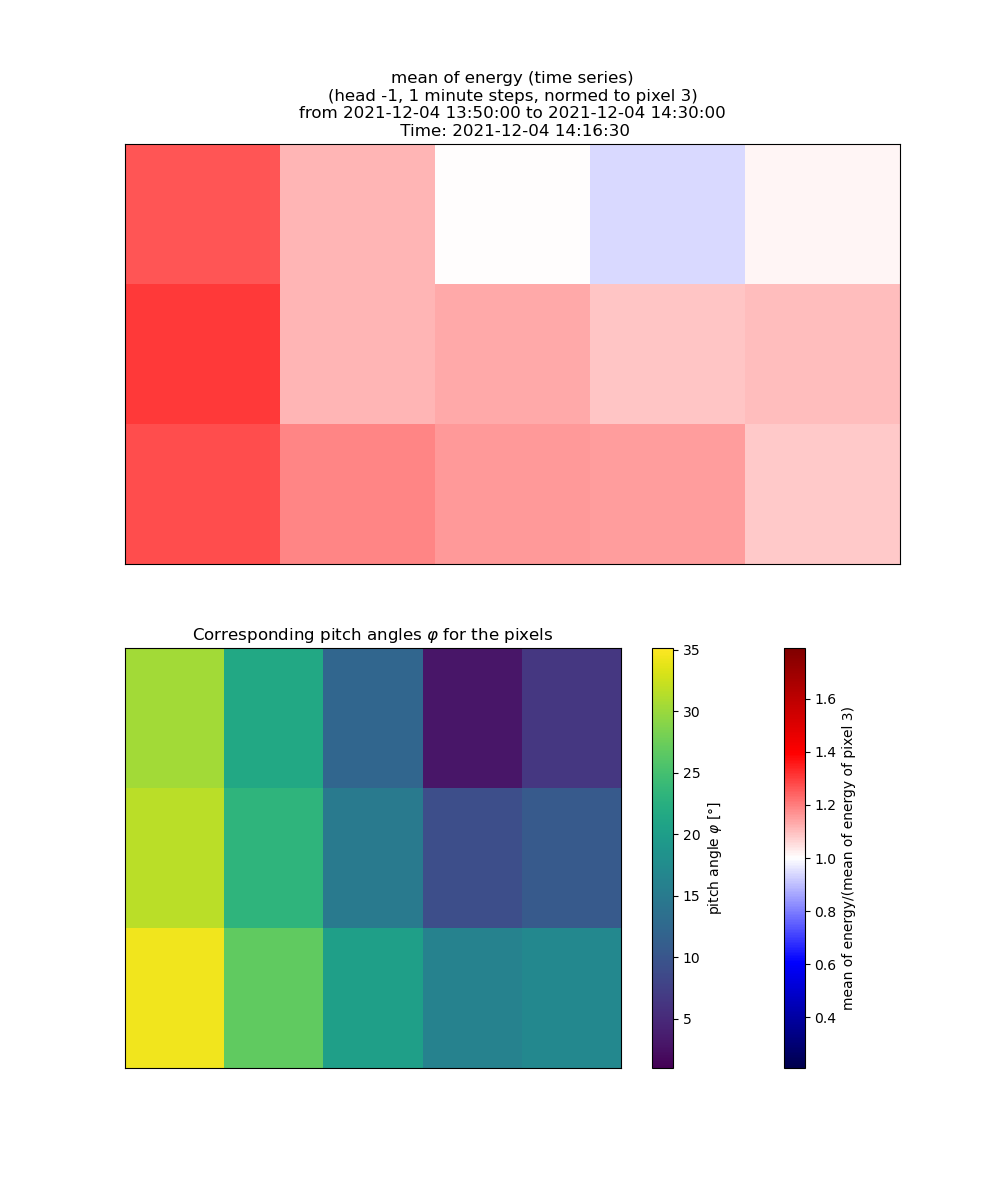 mean of energy (time series)
(head -1, 1 minute steps, normed to pixel 3)
from 2021-12-04 13:50:00 to 2021-12-04 14:30:00
Time: 2021-12-04 14:16:30
Corresponding pitch angles φ for the pixels
35
30
25
20
15
10
5
pitch angle φ [°]
1.6
1.4
1.2
1.0
0.8
0.6
0.4
mean of energy/(mean of energy of pixel 3)